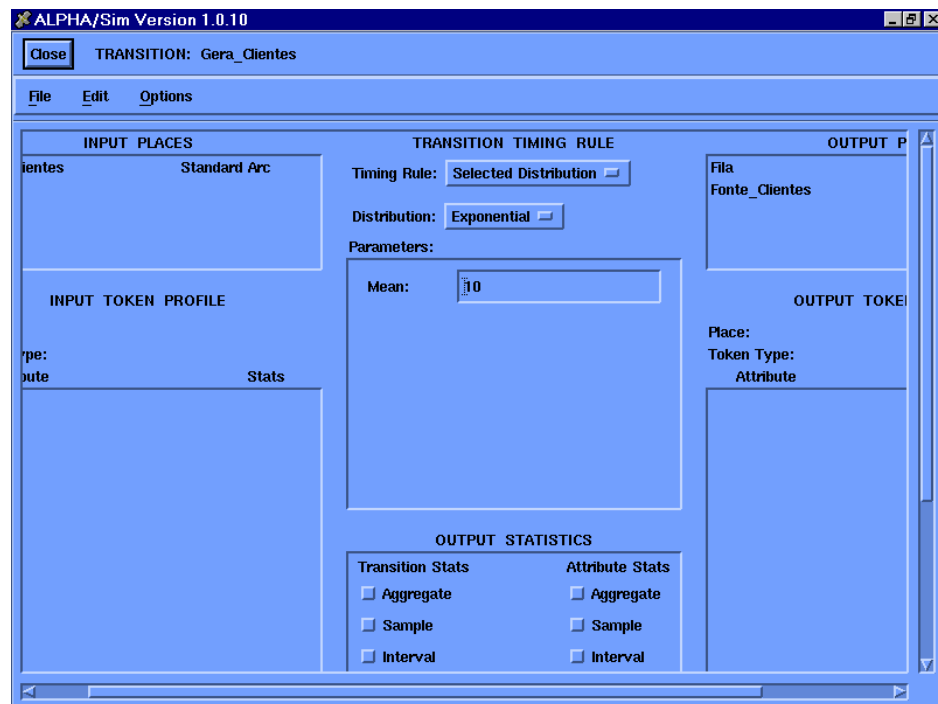 ALPHA/Sim Version 1.0.10
Close TRANSITION: Gera_Clientes
File Edit Options
INPUT PLACES
ientes Standard Arc
INPUT TOKEN PROFILE
ype:
bute Stats
TRANSITION TIMING RULE
Timing Rule: Selected Distribution
Distribution: Exponential
Parameters:
Mean: 10
OUTPUT STATISTICS
Transition Stats Attribute Stats
Aggregate Aggregate
Sample Sample
Interval Interval
OUTPUT P
Fila
Fonte_Clientes
OUTPUT TOKE
Place:
Token Type:
Attribute